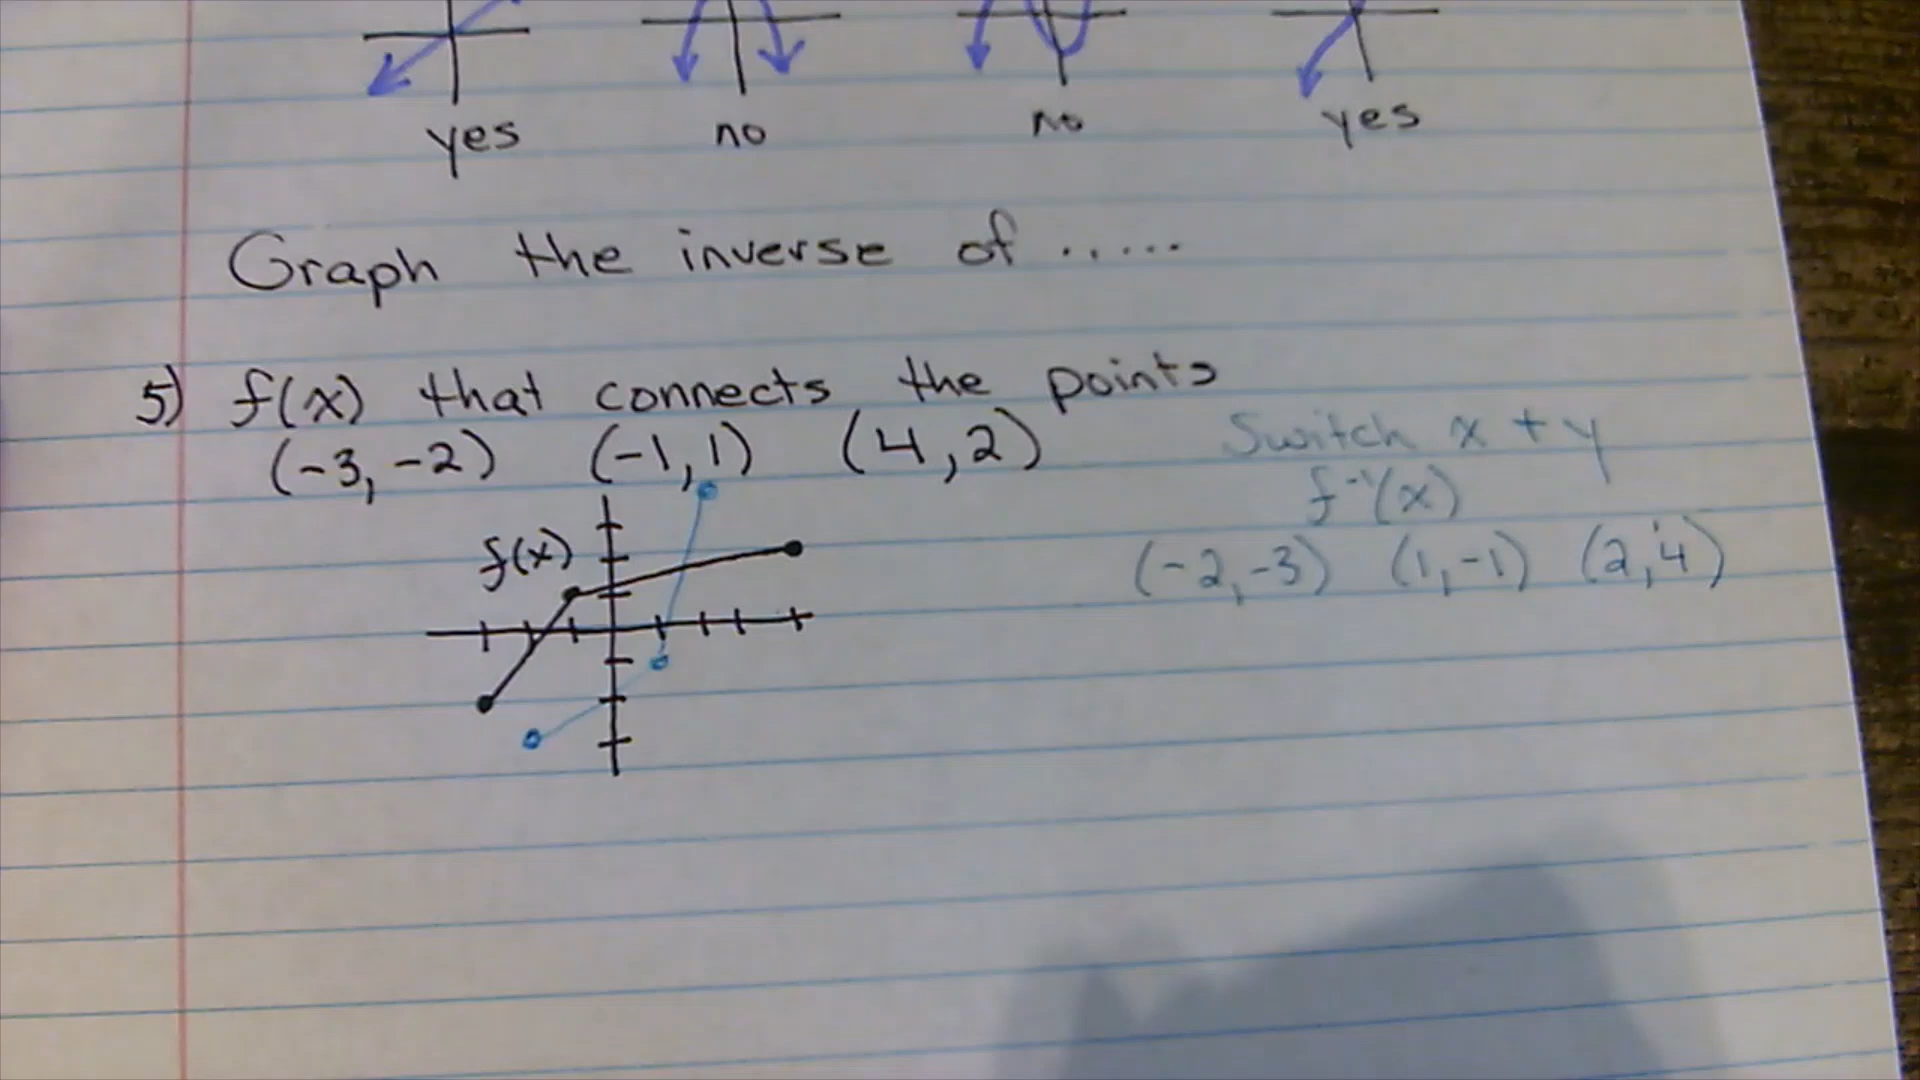 yes no no yes
Graph the inverse of .....
5) f(x) that connects the points
(-3, -2) (-1, 1) (4, 2)
Switch x + y
f⁻¹(x)
(-2, -3) (1, -1) (2, 4)
f(x)